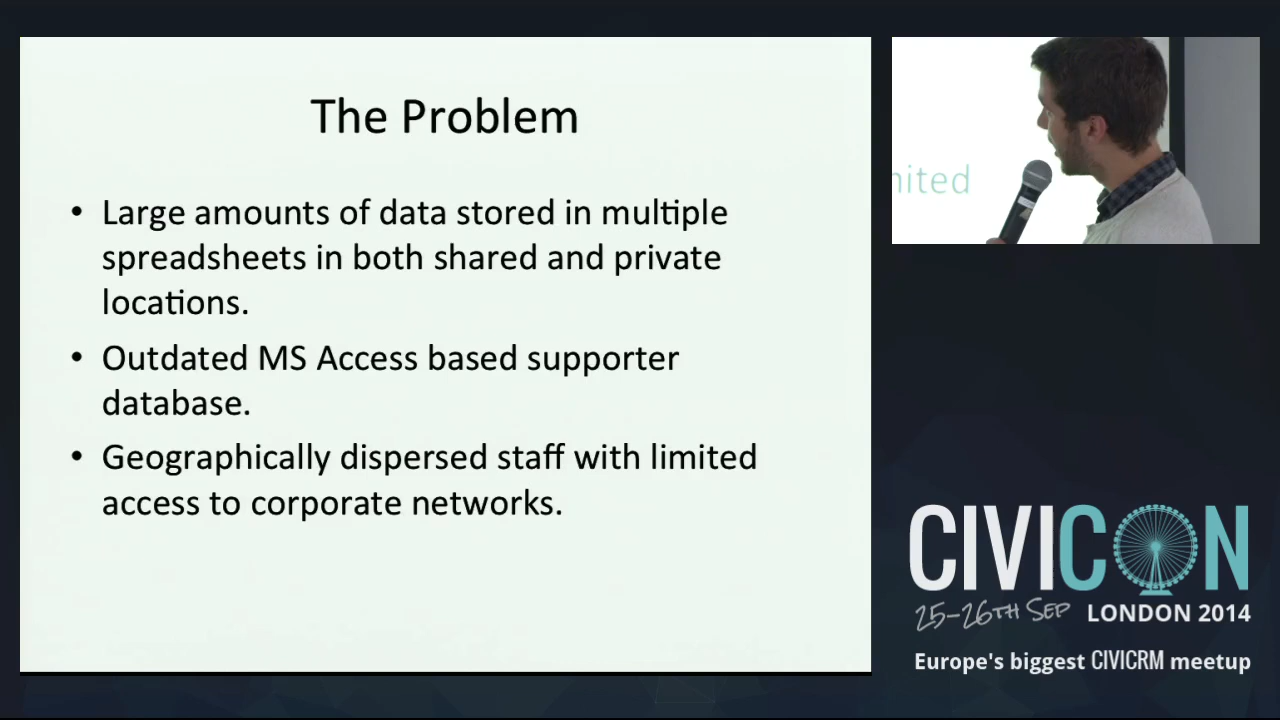 The Problem
• Large amounts of data stored in multiple
spreadsheets in both shared and private
locations.
• Outdated MS Access based supporter
database.
• Geographically dispersed staff with limited
access to corporate networks.
nited
CIVICON
25-26TH SEP LONDON 2014
Europe's biggest CIVICRM meetup